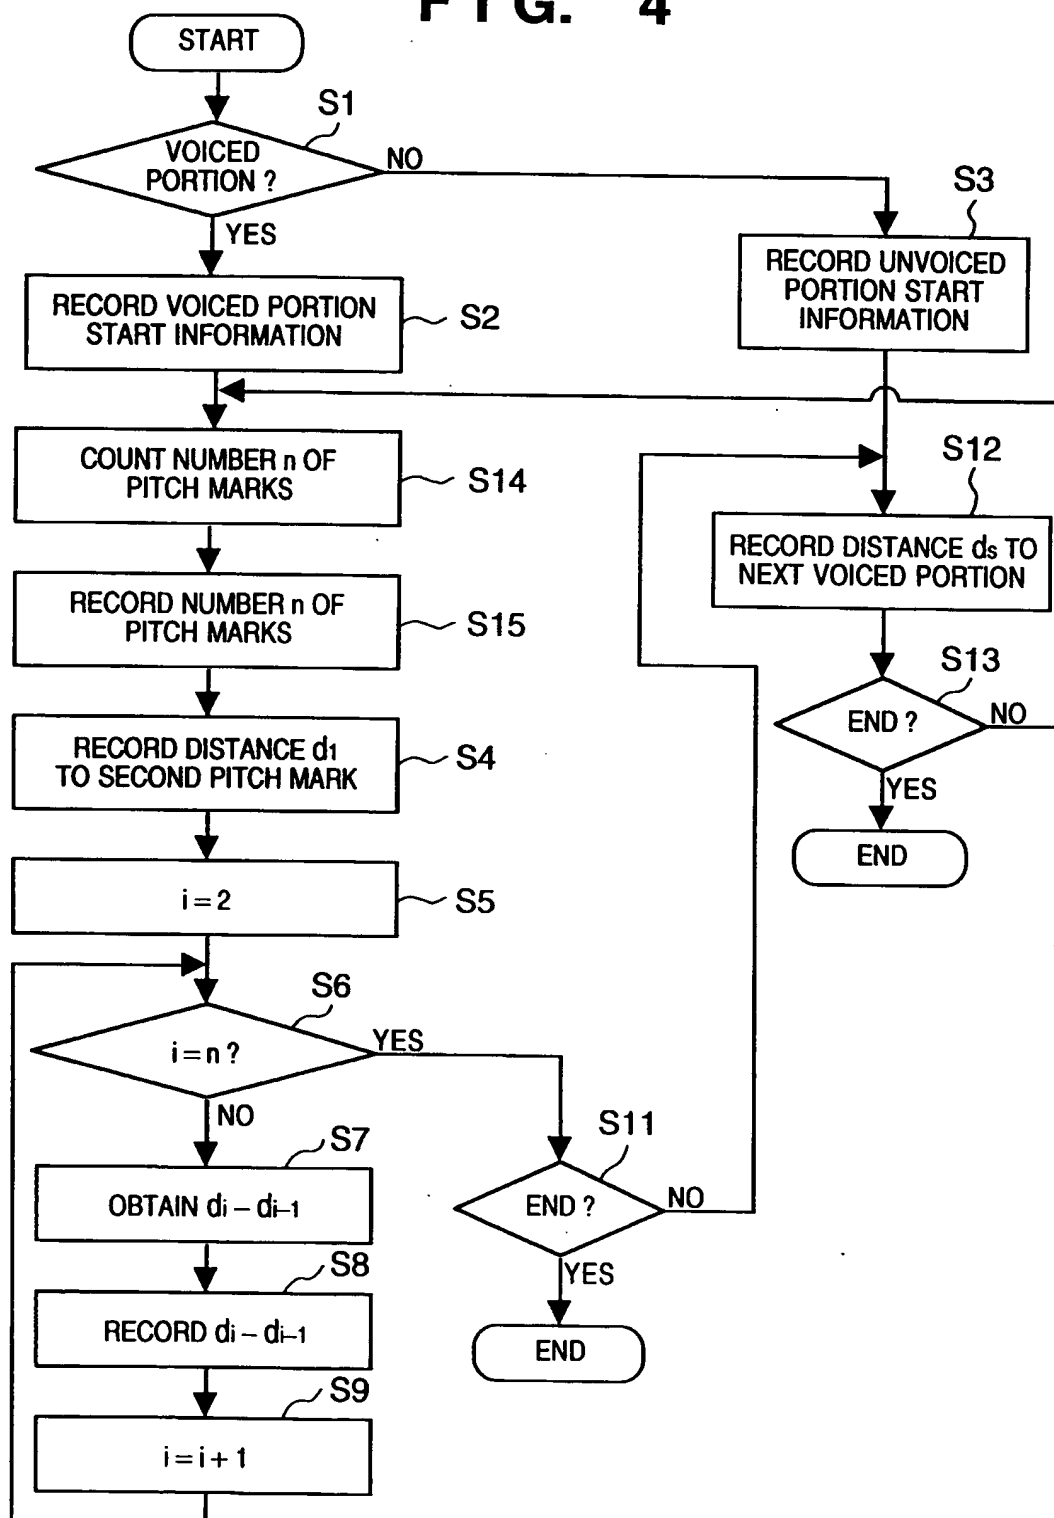 FIG. 4
START
S1
VOICED
PORTION ?
NO
YES
S3
RECORD UNVOICED
PORTION START
INFORMATION
RECORD VOICED PORTION
START INFORMATION
S2
COUNT NUMBER n OF
PITCH MARKS
S14
S12
RECORD DISTANCE ds TO
NEXT VOICED PORTION
RECORD NUMBER n OF
PITCH MARKS
S15
S13
END ?
NO
YES
END
RECORD DISTANCE d1
TO SECOND PITCH MARK
S4
i = 2
S5
S6
i = n ?
YES
NO
S11
END ?
NO
YES
END
S7
OBTAIN di – di–1
S8
RECORD di – di–1
S9
i = i + 1